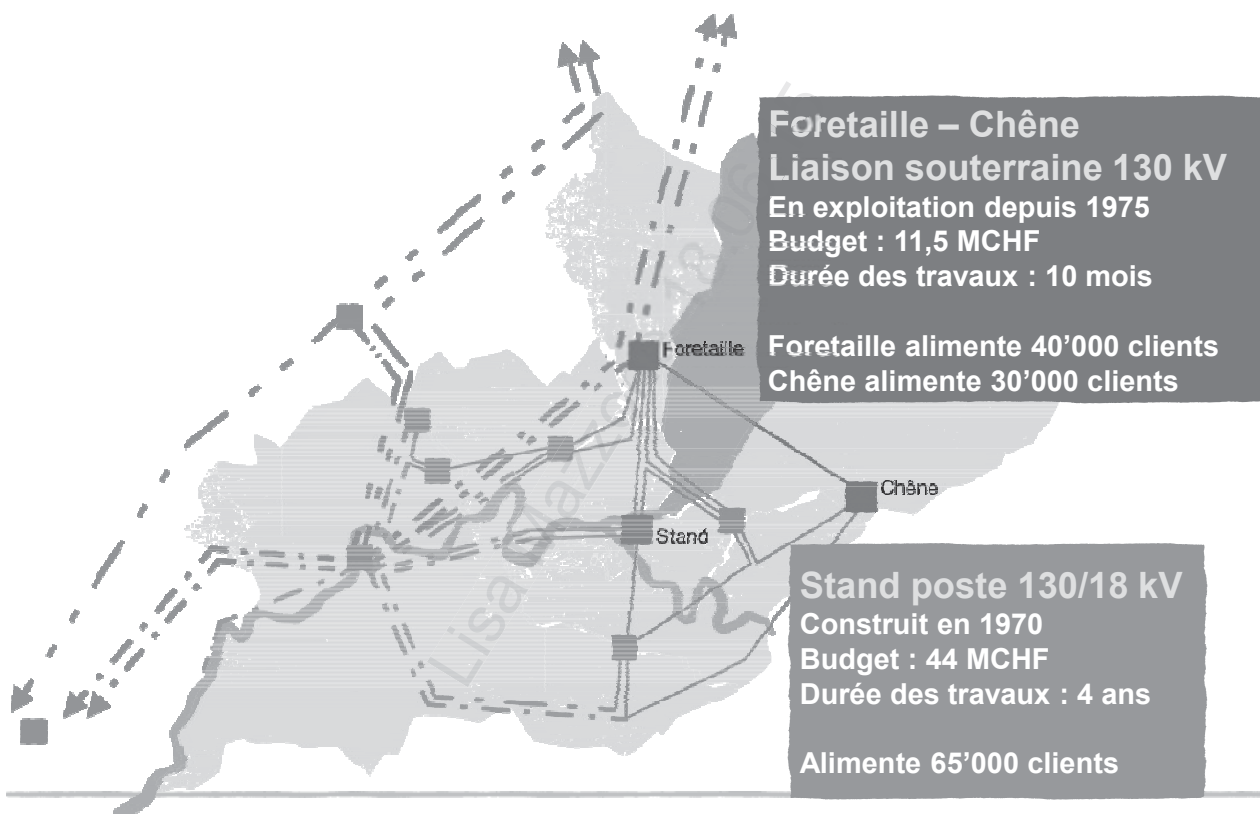 Foretaille – Chêne
Liaison souterraine 130 kV
En exploitation depuis 1975
Budget : 11,5 MCHF
Durée des travaux : 10 mois
Foretaille alimente 40’000 clients
Chêne alimente 30’000 clients
Foretaille
Chêne
Stand
Stand poste 130/18 kV
Construit en 1970
Budget : 44 MCHF
Durée des travaux : 4 ans
Alimente 65’000 clients
Lisa